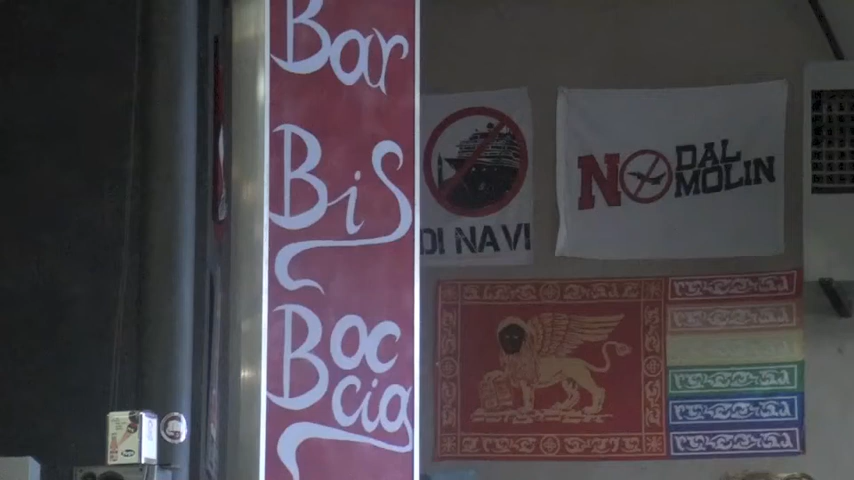 Bar
Bis
Boc
cia
DI NAVI
NO DAL
MOLIN